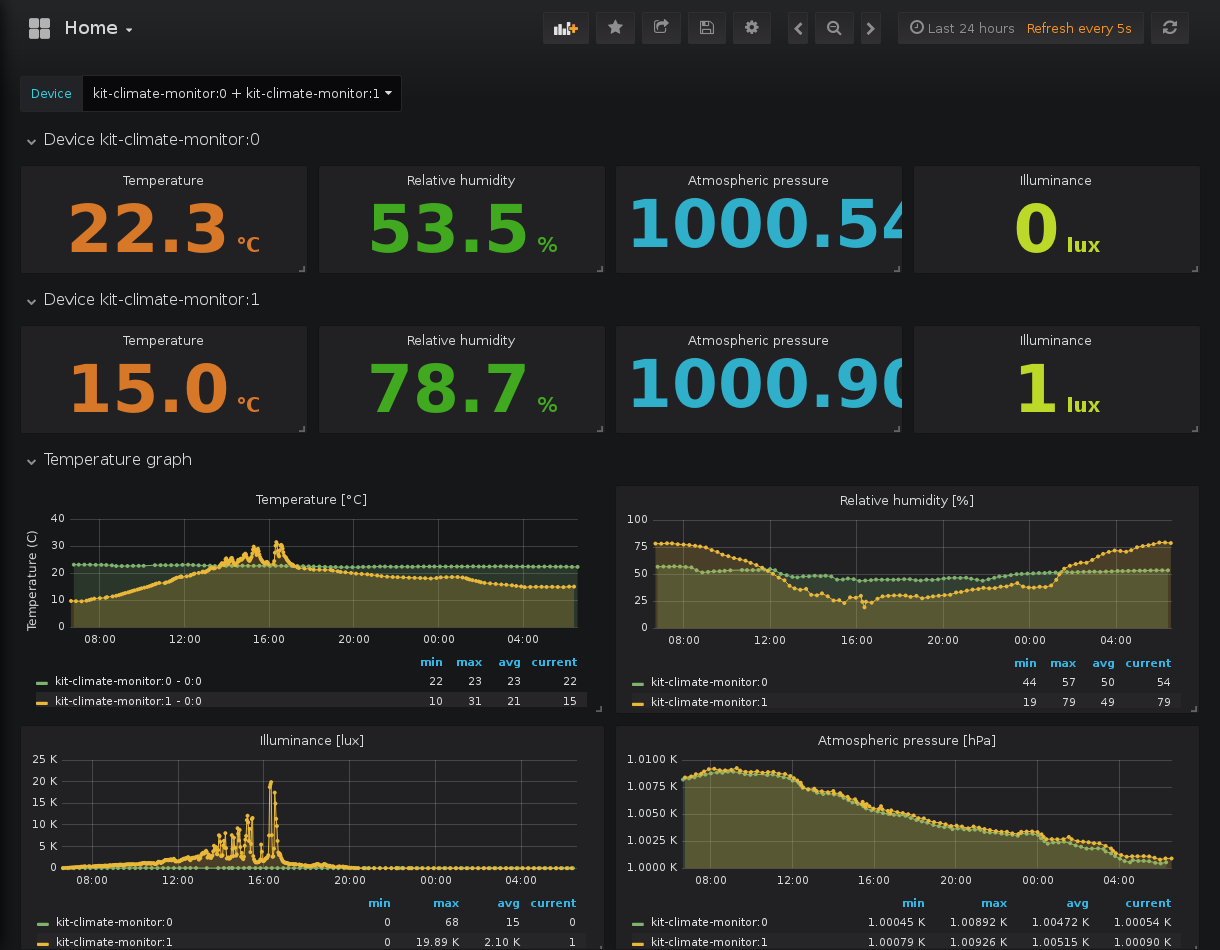 Home
Last 24 hours Refresh every 5s
Device kit-climate-monitor:0 + kit-climate-monitor:1
Device kit-climate-monitor:0
Temperature Relative humidity Atmospheric pressure Illuminance
22.3 °C 53.5 % 1000.54 0 lux
Device kit-climate-monitor:1
Temperature Relative humidity Atmospheric pressure Illuminance
15.0 °C 78.7 % 1000.90 1 lux
Temperature graph
Temperature [°C]
Temperature (C)
40
30
20
10
0
08:00 12:00 16:00 20:00 00:00 04:00
min max avg current
kit-climate-monitor:0 - 0:0 22 23 23 22
kit-climate-monitor:1 - 0:0 10 31 21 15
Relative humidity [%]
100
75
50
25
0
08:00 12:00 16:00 20:00 00:00 04:00
min max avg current
kit-climate-monitor:0 44 57 50 54
kit-climate-monitor:1 19 79 49 79
Illuminance [lux]
25 K
20 K
15 K
10 K
5 K
0
08:00 12:00 16:00 20:00 00:00 04:00
min max avg current
kit-climate-monitor:0 0 68 15 0
kit-climate-monitor:1 0 19.89 K 2.10 K 1
Atmospheric pressure [hPa]
1.0100 K
1.0075 K
1.0050 K
1.0025 K
1.0000 K
08:00 12:00 16:00 20:00 00:00 04:00
min max avg current
kit-climate-monitor:0 1.00045 K 1.00892 K 1.00472 K 1.00054 K
kit-climate-monitor:1 1.00079 K 1.00926 K 1.00515 K 1.00090 K